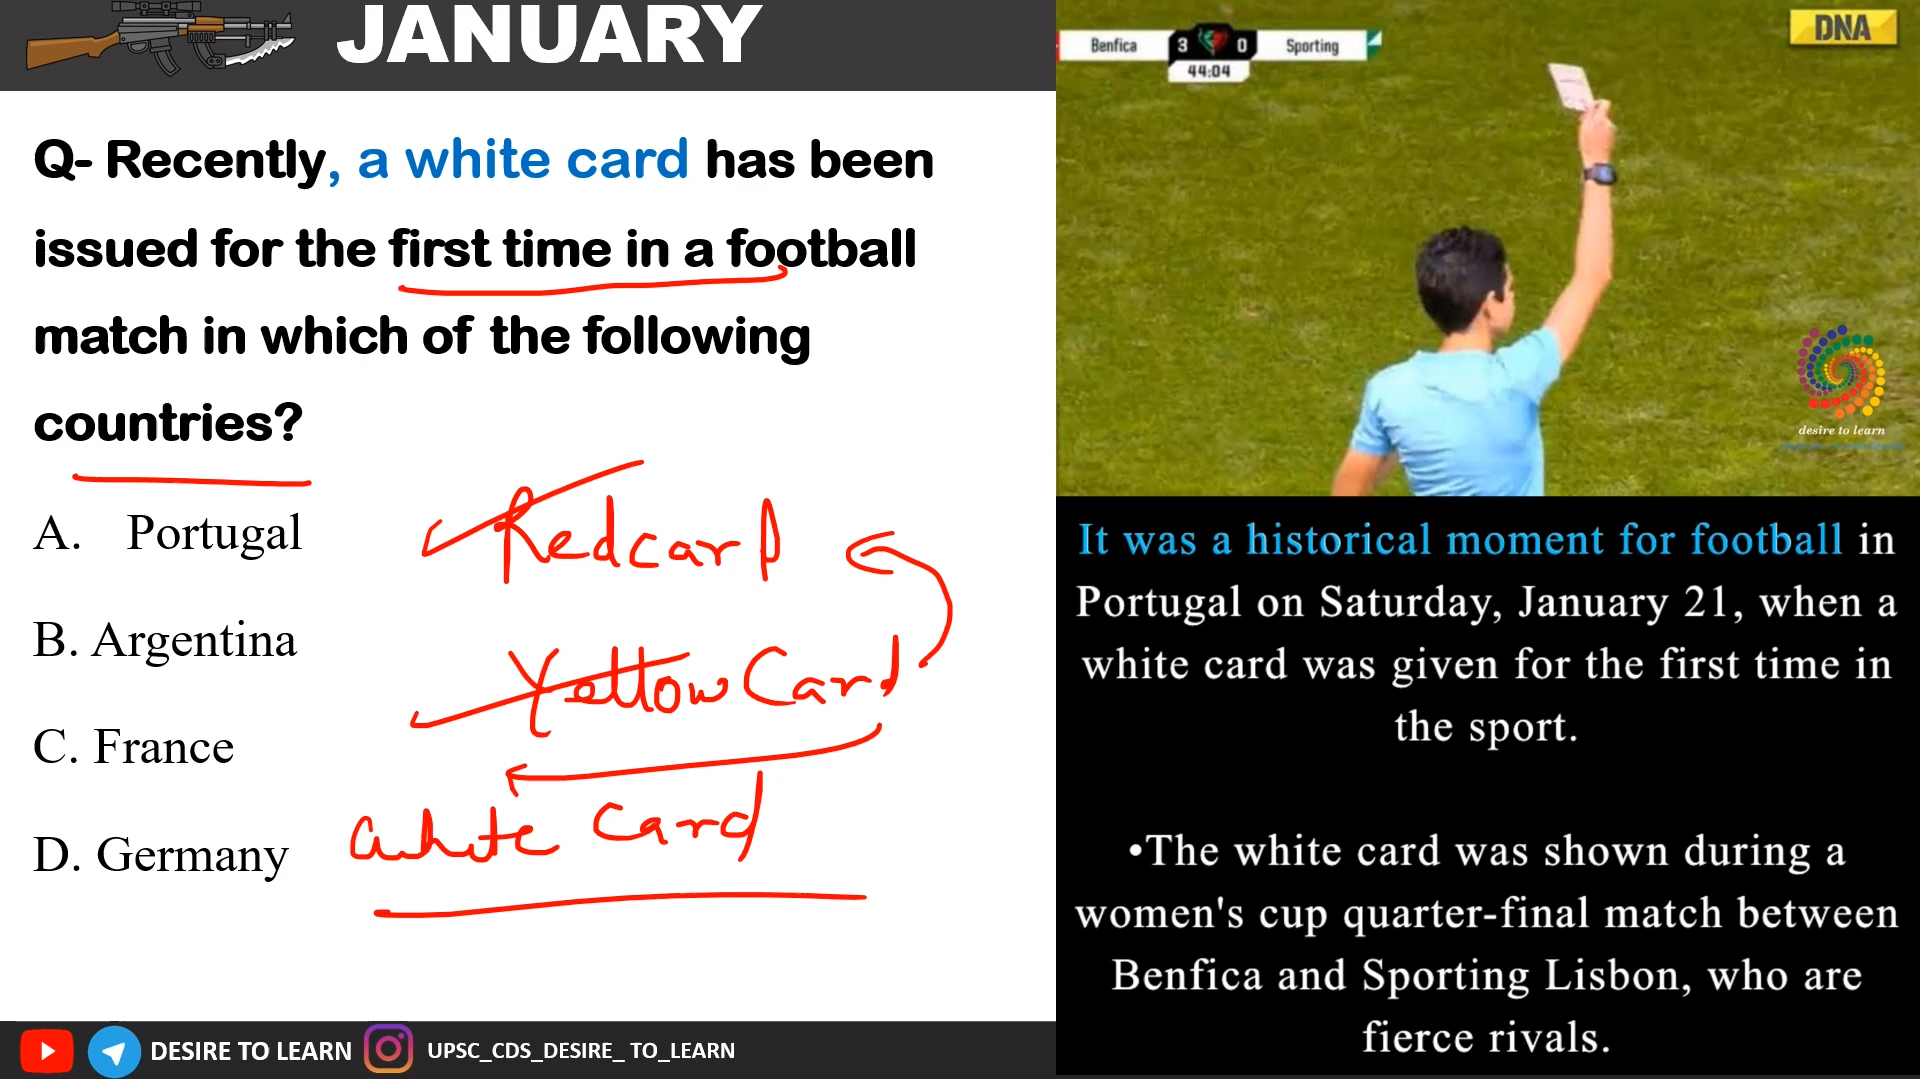 JANUARY
Q- Recently, a white card has been
issued for the first time in a football
match in which of the following
countries?
A. Portugal
B. Argentina
C. France
D. Germany
Redcard
Yellow Card
white card
DESIRE TO LEARN
UPSC_CDS_DESIRE_ TO_LEARN
Benfica 3 0 Sporting
44:04
DNA
desire to learn
It was a historical moment for football in
Portugal on Saturday, January 21, when a
white card was given for the first time in
the sport.
•The white card was shown during a
women's cup quarter-final match between
Benfica and Sporting Lisbon, who are
fierce rivals.